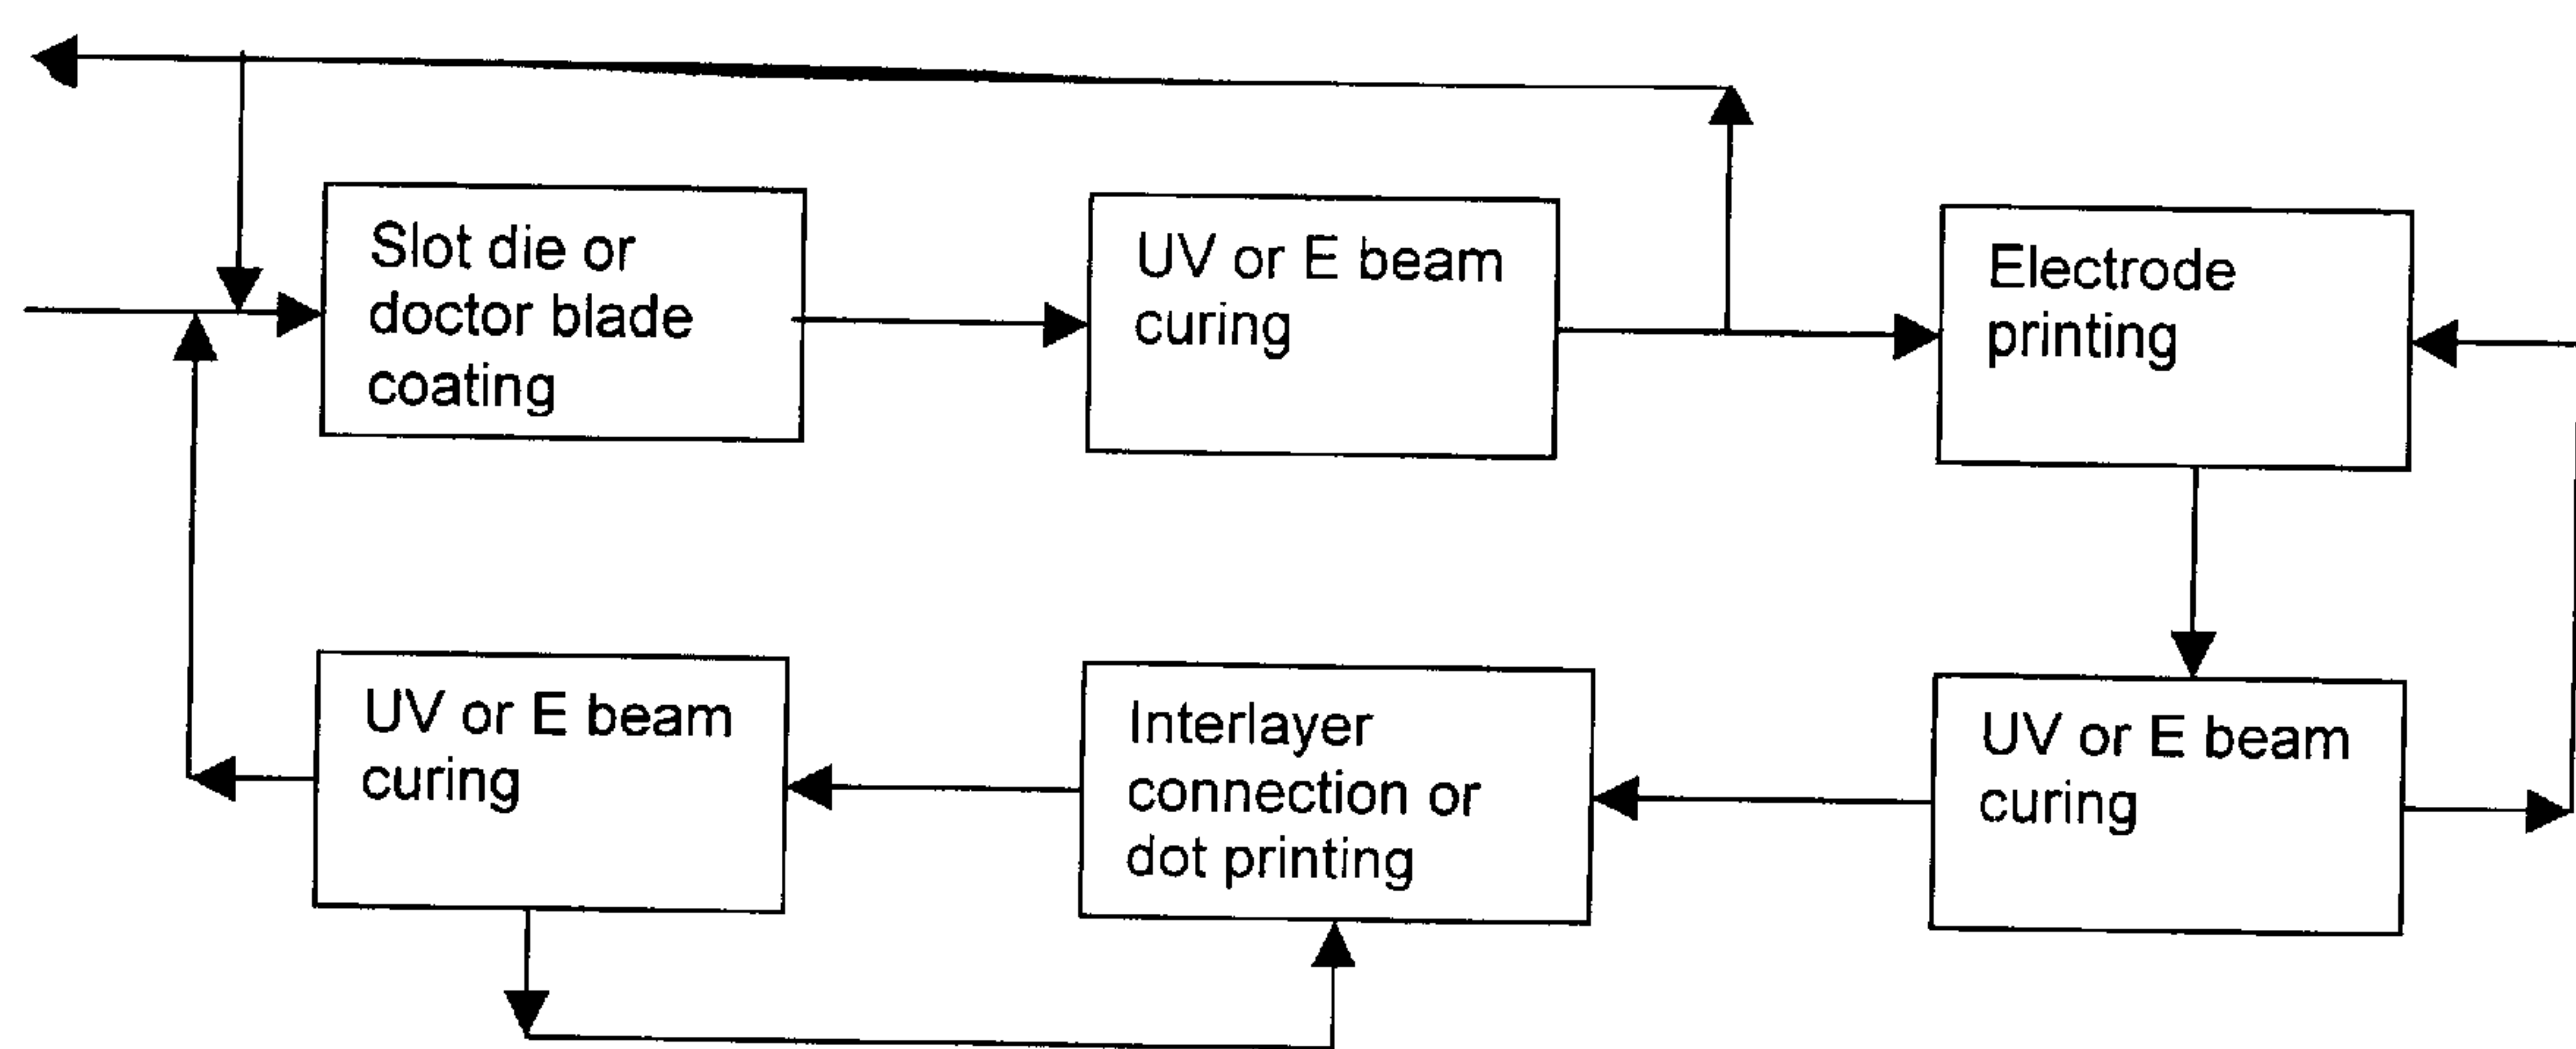 Slot die or
doctor blade
coating
UV or E beam
curing
Electrode
printing
UV or E beam
curing
Interlayer
connection or
dot printing
UV or E beam
curing